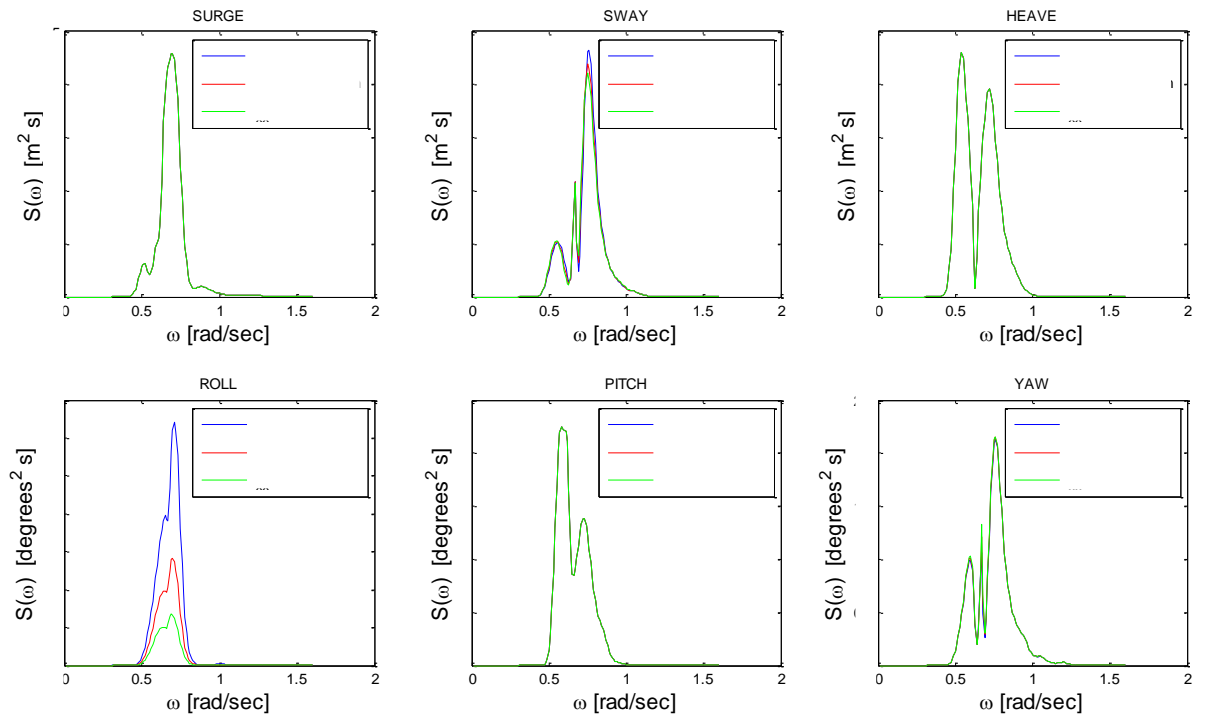 SURGE
S(ω) [m² s]
0 0.5 1 1.5 2
ω [rad/sec]
SWAY
S(ω) [m² s]
0 0.5 1 1.5 2
ω [rad/sec]
HEAVE
S(ω) [m² s]
0 0.5 1 1.5 2
ω [rad/sec]
ROLL
S(ω) [degrees² s]
0 0.5 1 1.5 2
ω [rad/sec]
PITCH
S(ω) [degrees² s]
0 0.5 1 1.5 2
ω [rad/sec]
YAW
S(ω) [degrees² s]
0 0.5 1 1.5 2
ω [rad/sec]